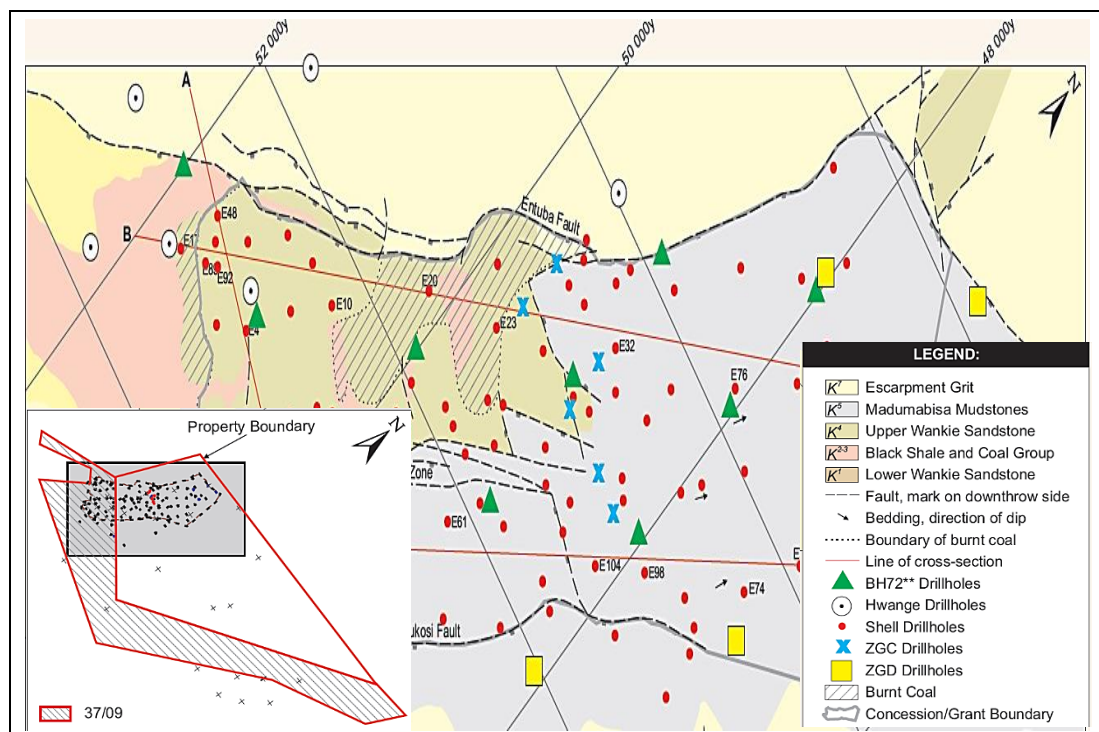 52 000y
50 000y
48 000y
A
N
E48
Entuba Fault
B
E92
E20
E10
E23
E4
E32
E76
Zone
E61
E104
E98
E74
ukosi Fault
Property Boundary
N
37/09
LEGEND:
K7 Escarpment Grit
K5 Madumabisa Mudstones
K4 Upper Wankie Sandstone
K2-3 Black Shale and Coal Group
K1 Lower Wankie Sandstone
Fault, mark on downthrow side
Bedding, direction of dip
Boundary of burnt coal
Line of cross-section
BH72** Drillholes
Hwange Drillholes
Shell Drillholes
ZGC Drillholes
ZGD Drillholes
Burnt Coal
Concession/Grant Boundary